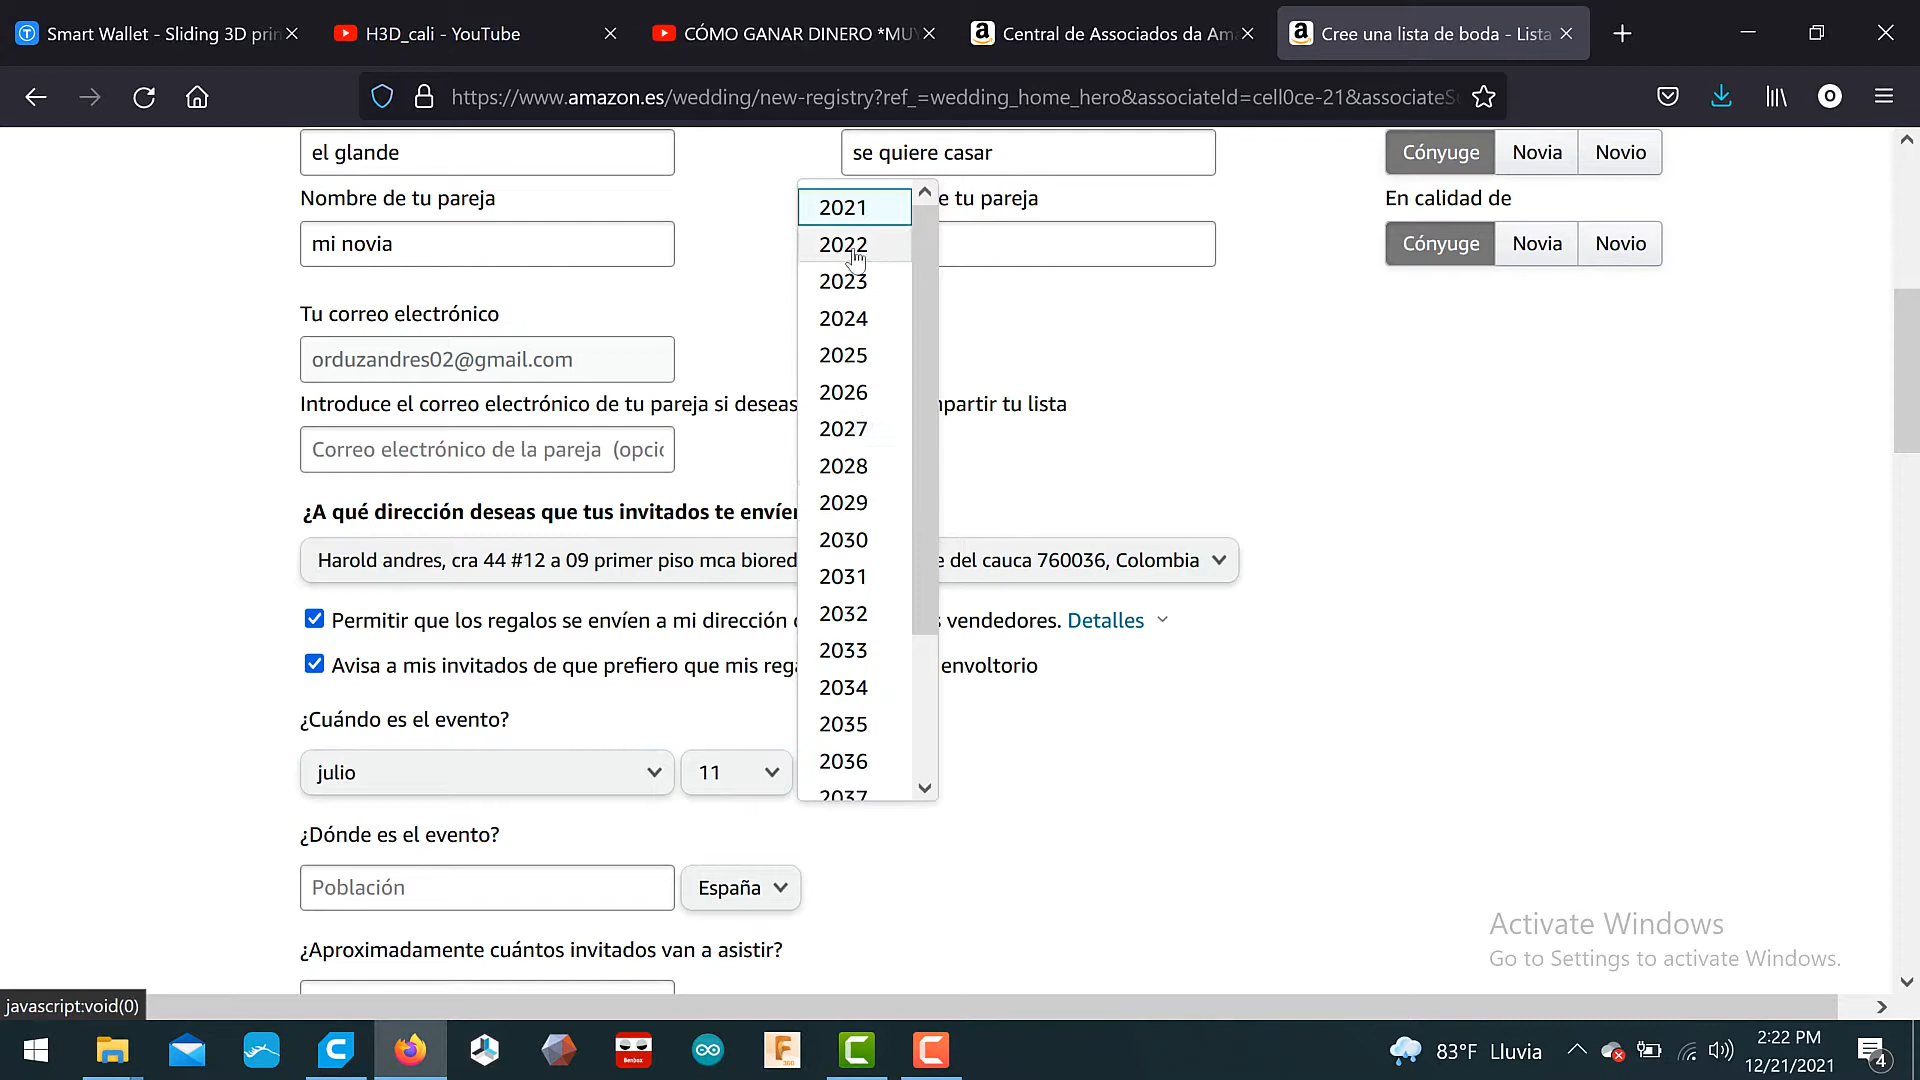 Smart Wallet - Sliding 3D prin
H3D_cali - YouTube
CÓMO GANAR DINERO *MUY
Central de Associados da Am
Cree una lista de boda - Lista
https://www.amazon.es/wedding/new-registry?ref_=wedding_home_hero&associateId=cell0ce-21&associateS
el glande
se quiere casar
Cónyuge Novia Novio
Nombre de tu pareja
e tu pareja
En calidad de
mi novia
Cónyuge Novia Novio
2021
2022
2023
2024
2025
2026
2027
2028
2029
2030
2031
2032
2033
2034
2035
2036
2037
Tu correo electrónico
orduzandres02@gmail.com
Introduce el correo electrónico de tu pareja si deseas partir tu lista
Correo electrónico de la pareja (opci
¿A qué dirección deseas que tus invitados te envíen
Harold andres, cra 44 #12 a 09 primer piso mca biored e del cauca 760036, Colombia
Permitir que los regalos se envíen a mi dirección vendedores. Detalles
Avisa a mis invitados de que prefiero que mis rega envoltorio
¿Cuándo es el evento?
julio 11
¿Dónde es el evento?
Población España
¿Aproximadamente cuántos invitados van a asistir?
Activate Windows
Go to Settings to activate Windows.
javascript:void(0)
Benbox
F
360
83°F Lluvia
2:22 PM
12/21/2021
4